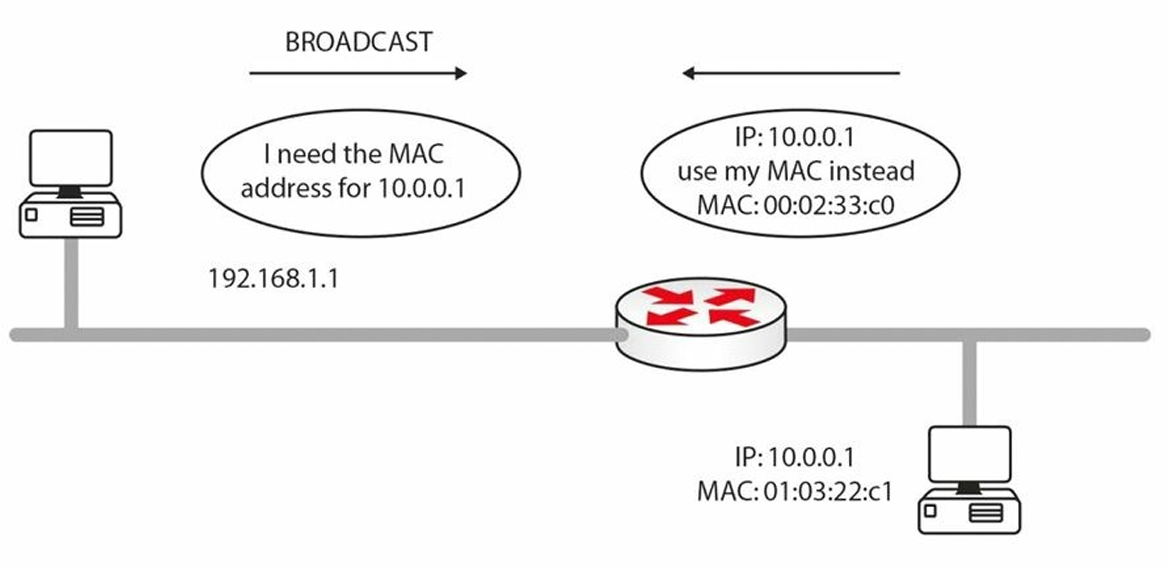 BROADCAST
I need the MAC
address for 10.0.0.1
IP: 10.0.0.1
use my MAC instead
MAC: 00:02:33:c0
192.168.1.1
IP: 10.0.0.1
MAC: 01:03:22:c1